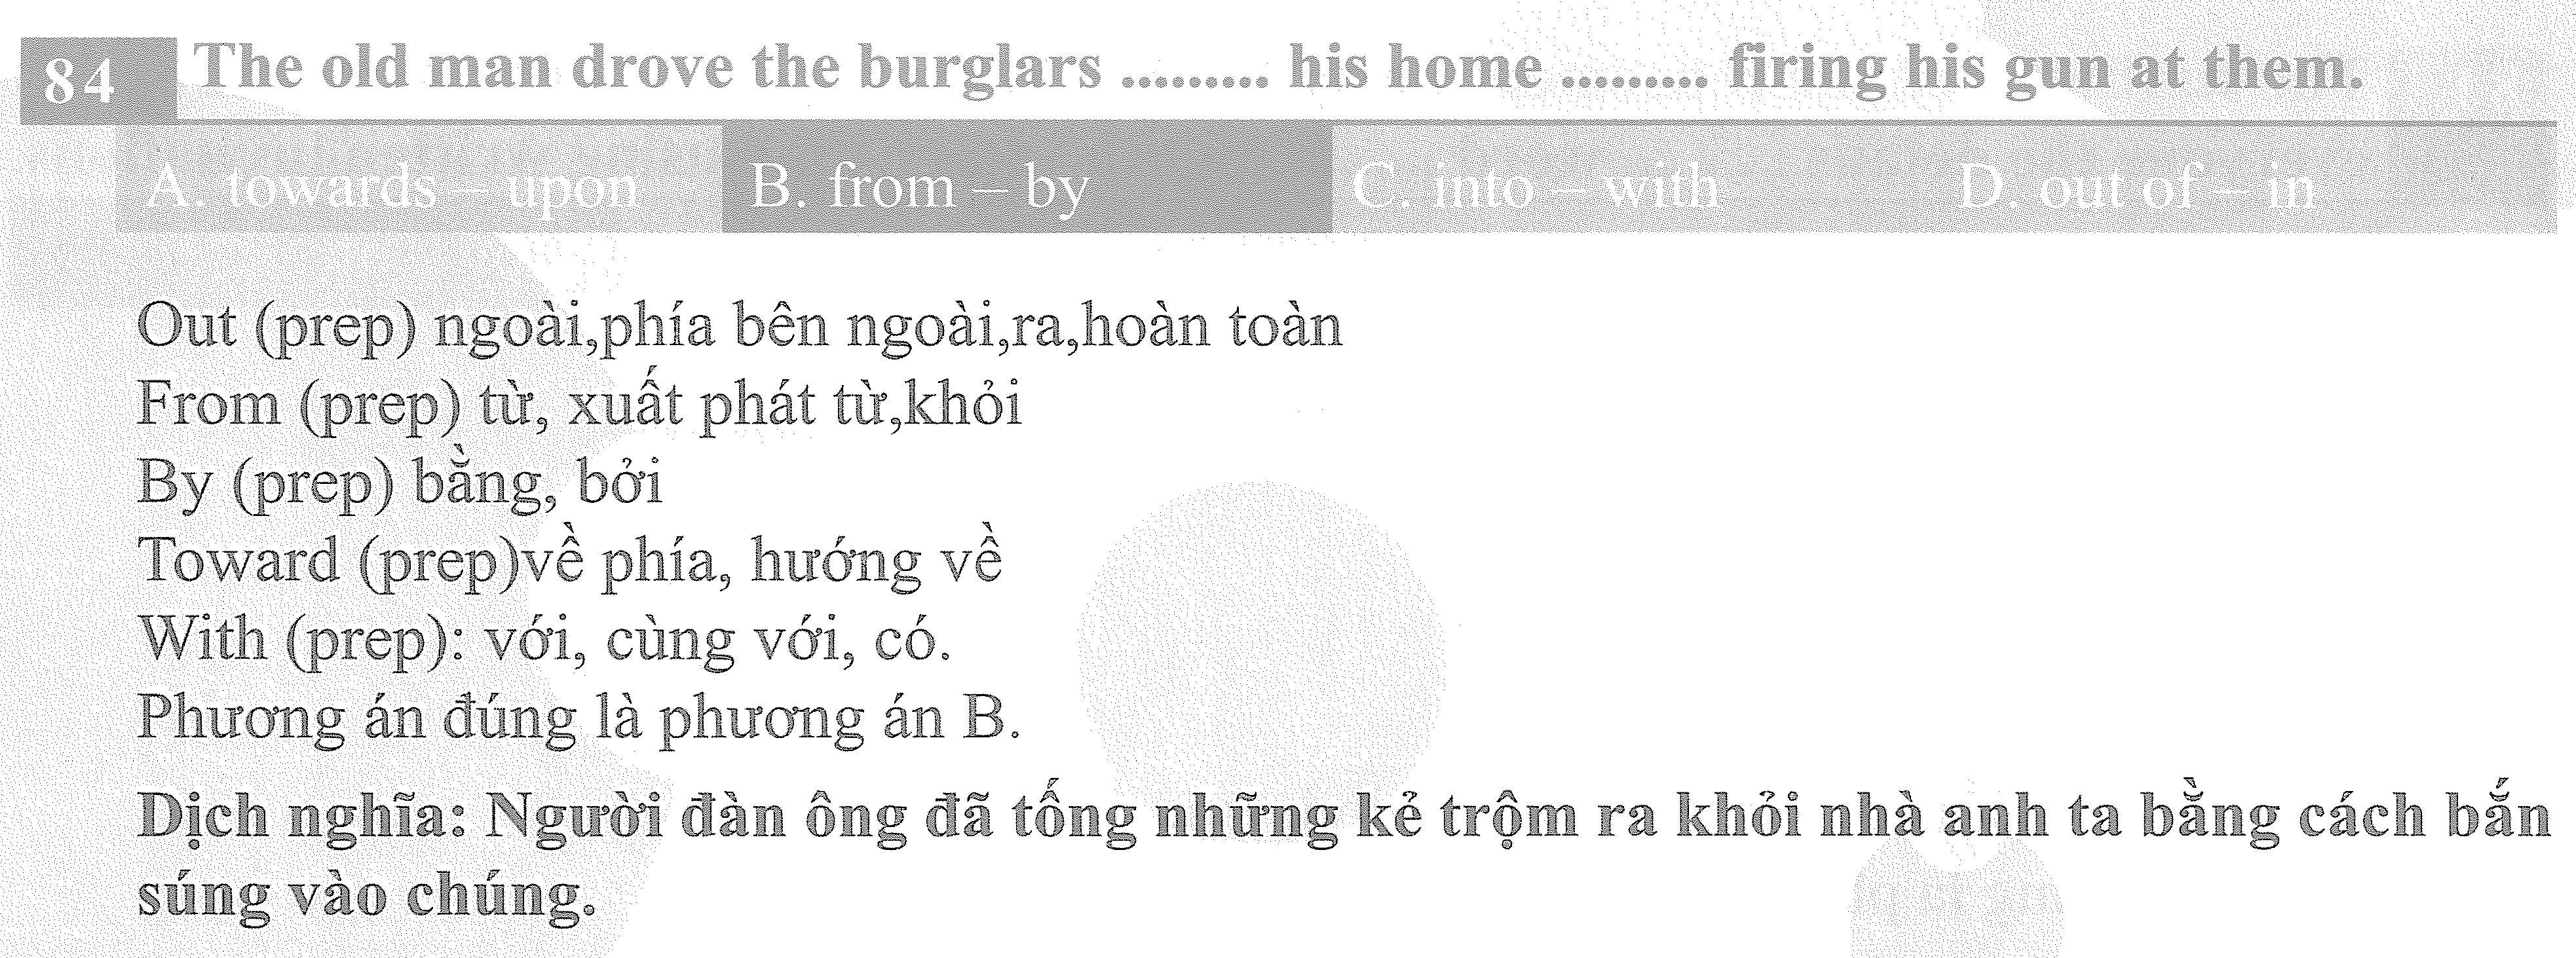 84 The old man drove the burglars ......... his home ......... firing his gun at them.
A. towards – upon B. from – by C. into – with D. out of – in
Out (prep) ngoài,phía bên ngoài,ra,hoàn toàn
From (prep) từ, xuất phát từ,khỏi
By (prep) bằng, bởi
Toward (prep)về phía, hướng về
With (prep): với, cùng với, có.
Phương án đúng là phương án B.
Dịch nghĩa: Người đàn ông đã tống những kẻ trộm ra khỏi nhà anh ta bằng cách bắn
súng vào chúng.